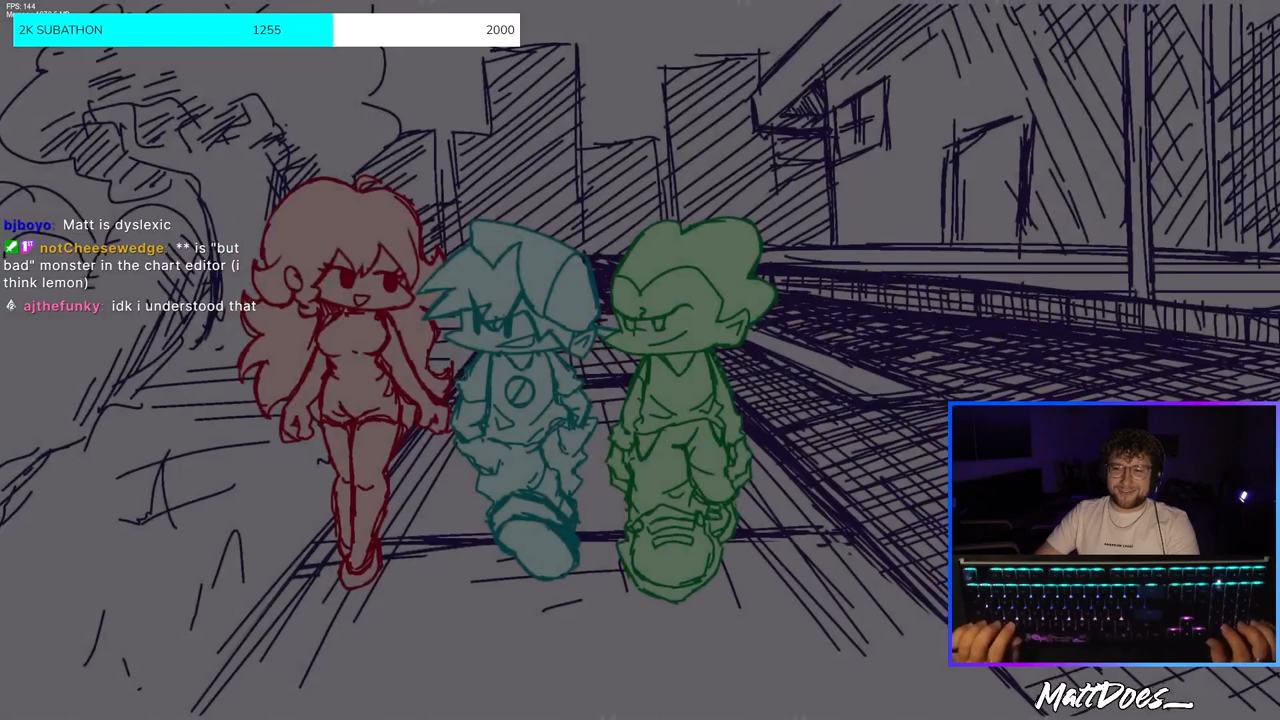 FPS: 144
2K SUBATHON 1255 2000
bjboyo: Matt is dyslexic
notCheesewedge: ** is "but
bad" monster in the chart editor (i
think lemon)
ajthefunky: idk i understood that
MattDoes_